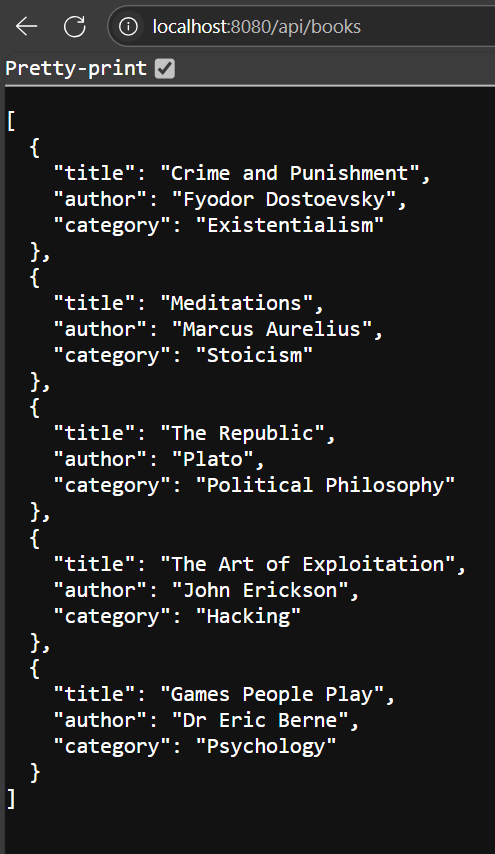 localhost:8080/api/books
Pretty-print
[
  {
    "title": "Crime and Punishment",
    "author": "Fyodor Dostoevsky",
    "category": "Existentialism"
  },
  {
    "title": "Meditations",
    "author": "Marcus Aurelius",
    "category": "Stoicism"
  },
  {
    "title": "The Republic",
    "author": "Plato",
    "category": "Political Philosophy"
  },
  {
    "title": "The Art of Exploitation",
    "author": "John Erickson",
    "category": "Hacking"
  },
  {
    "title": "Games People Play",
    "author": "Dr Eric Berne",
    "category": "Psychology"
  }
]